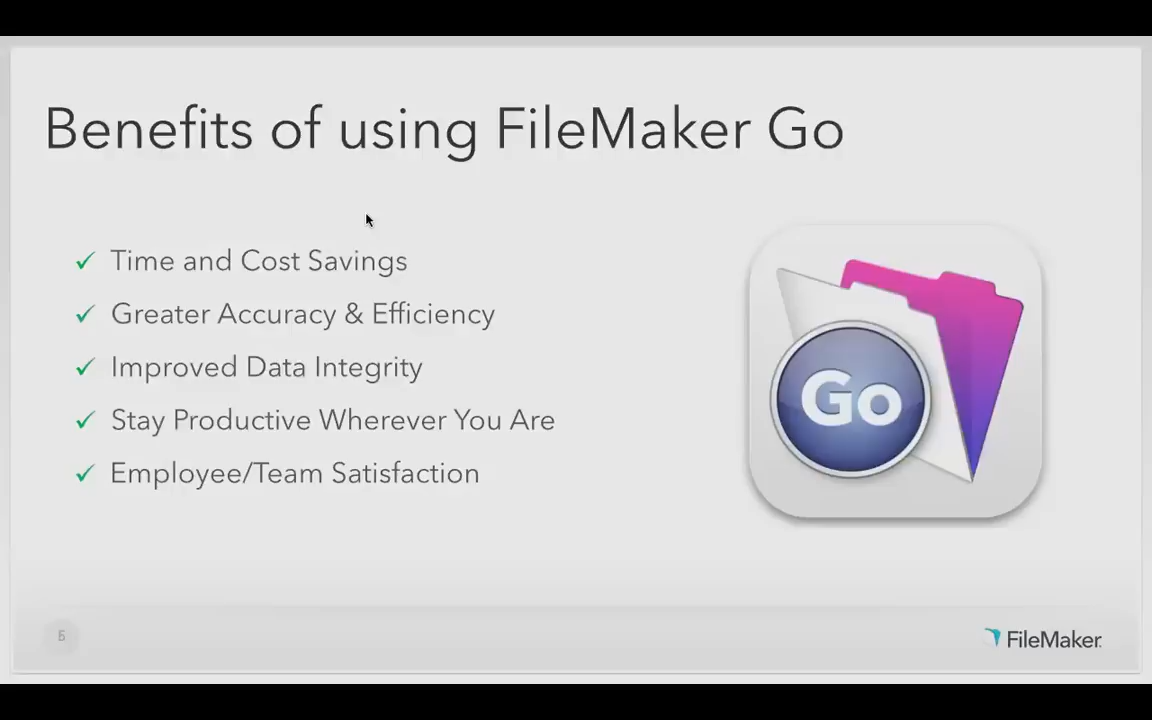 Benefits of using FileMaker Go
✓ Time and Cost Savings
✓ Greater Accuracy & Efficiency
✓ Improved Data Integrity
✓ Stay Productive Wherever You Are
✓ Employee/Team Satisfaction
Go
5
FileMaker